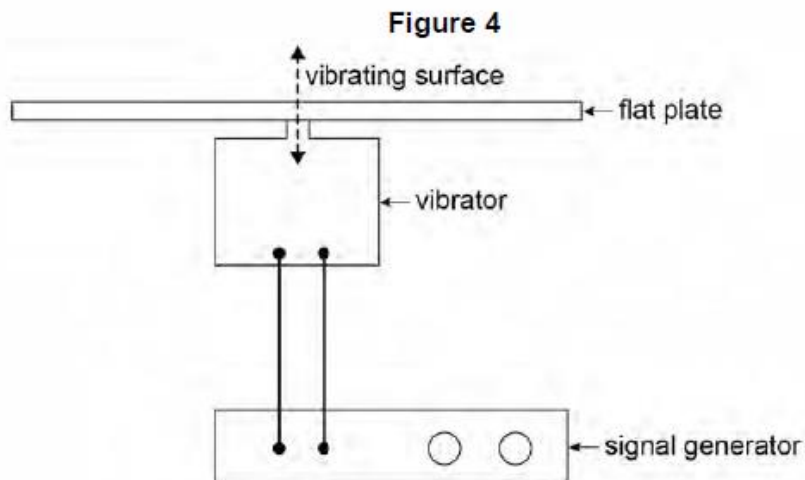 Figure 4
vibrating surface
flat plate
vibrator
signal generator